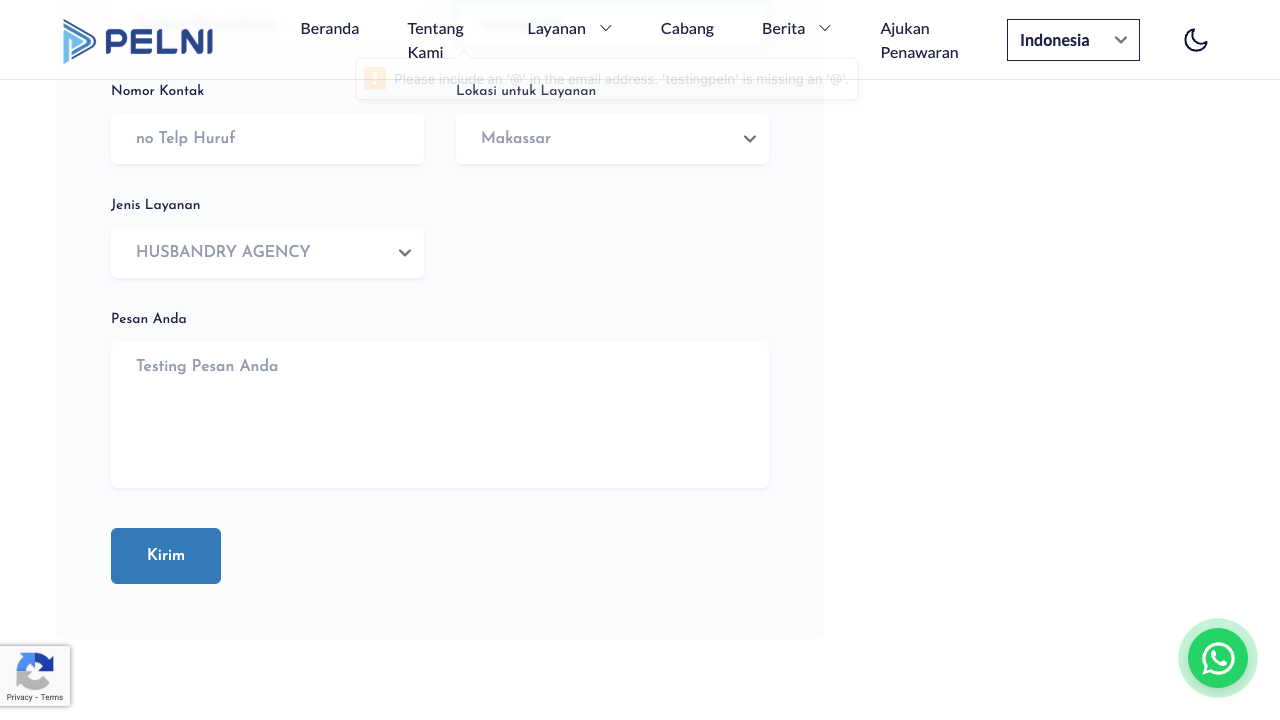 PELNI
Beranda
Tentang Kami
Layanan
Cabang
Berita
Ajukan Penawaran
Indonesia
Please include an '@' in the email address. 'testingpeln' is missing an '@'.
Nomor Kontak
Lokasi untuk Layanan
no Telp Huruf
Makassar
Jenis Layanan
HUSBANDRY AGENCY
Pesan Anda
Testing Pesan Anda
Kirim
Privacy - Terms